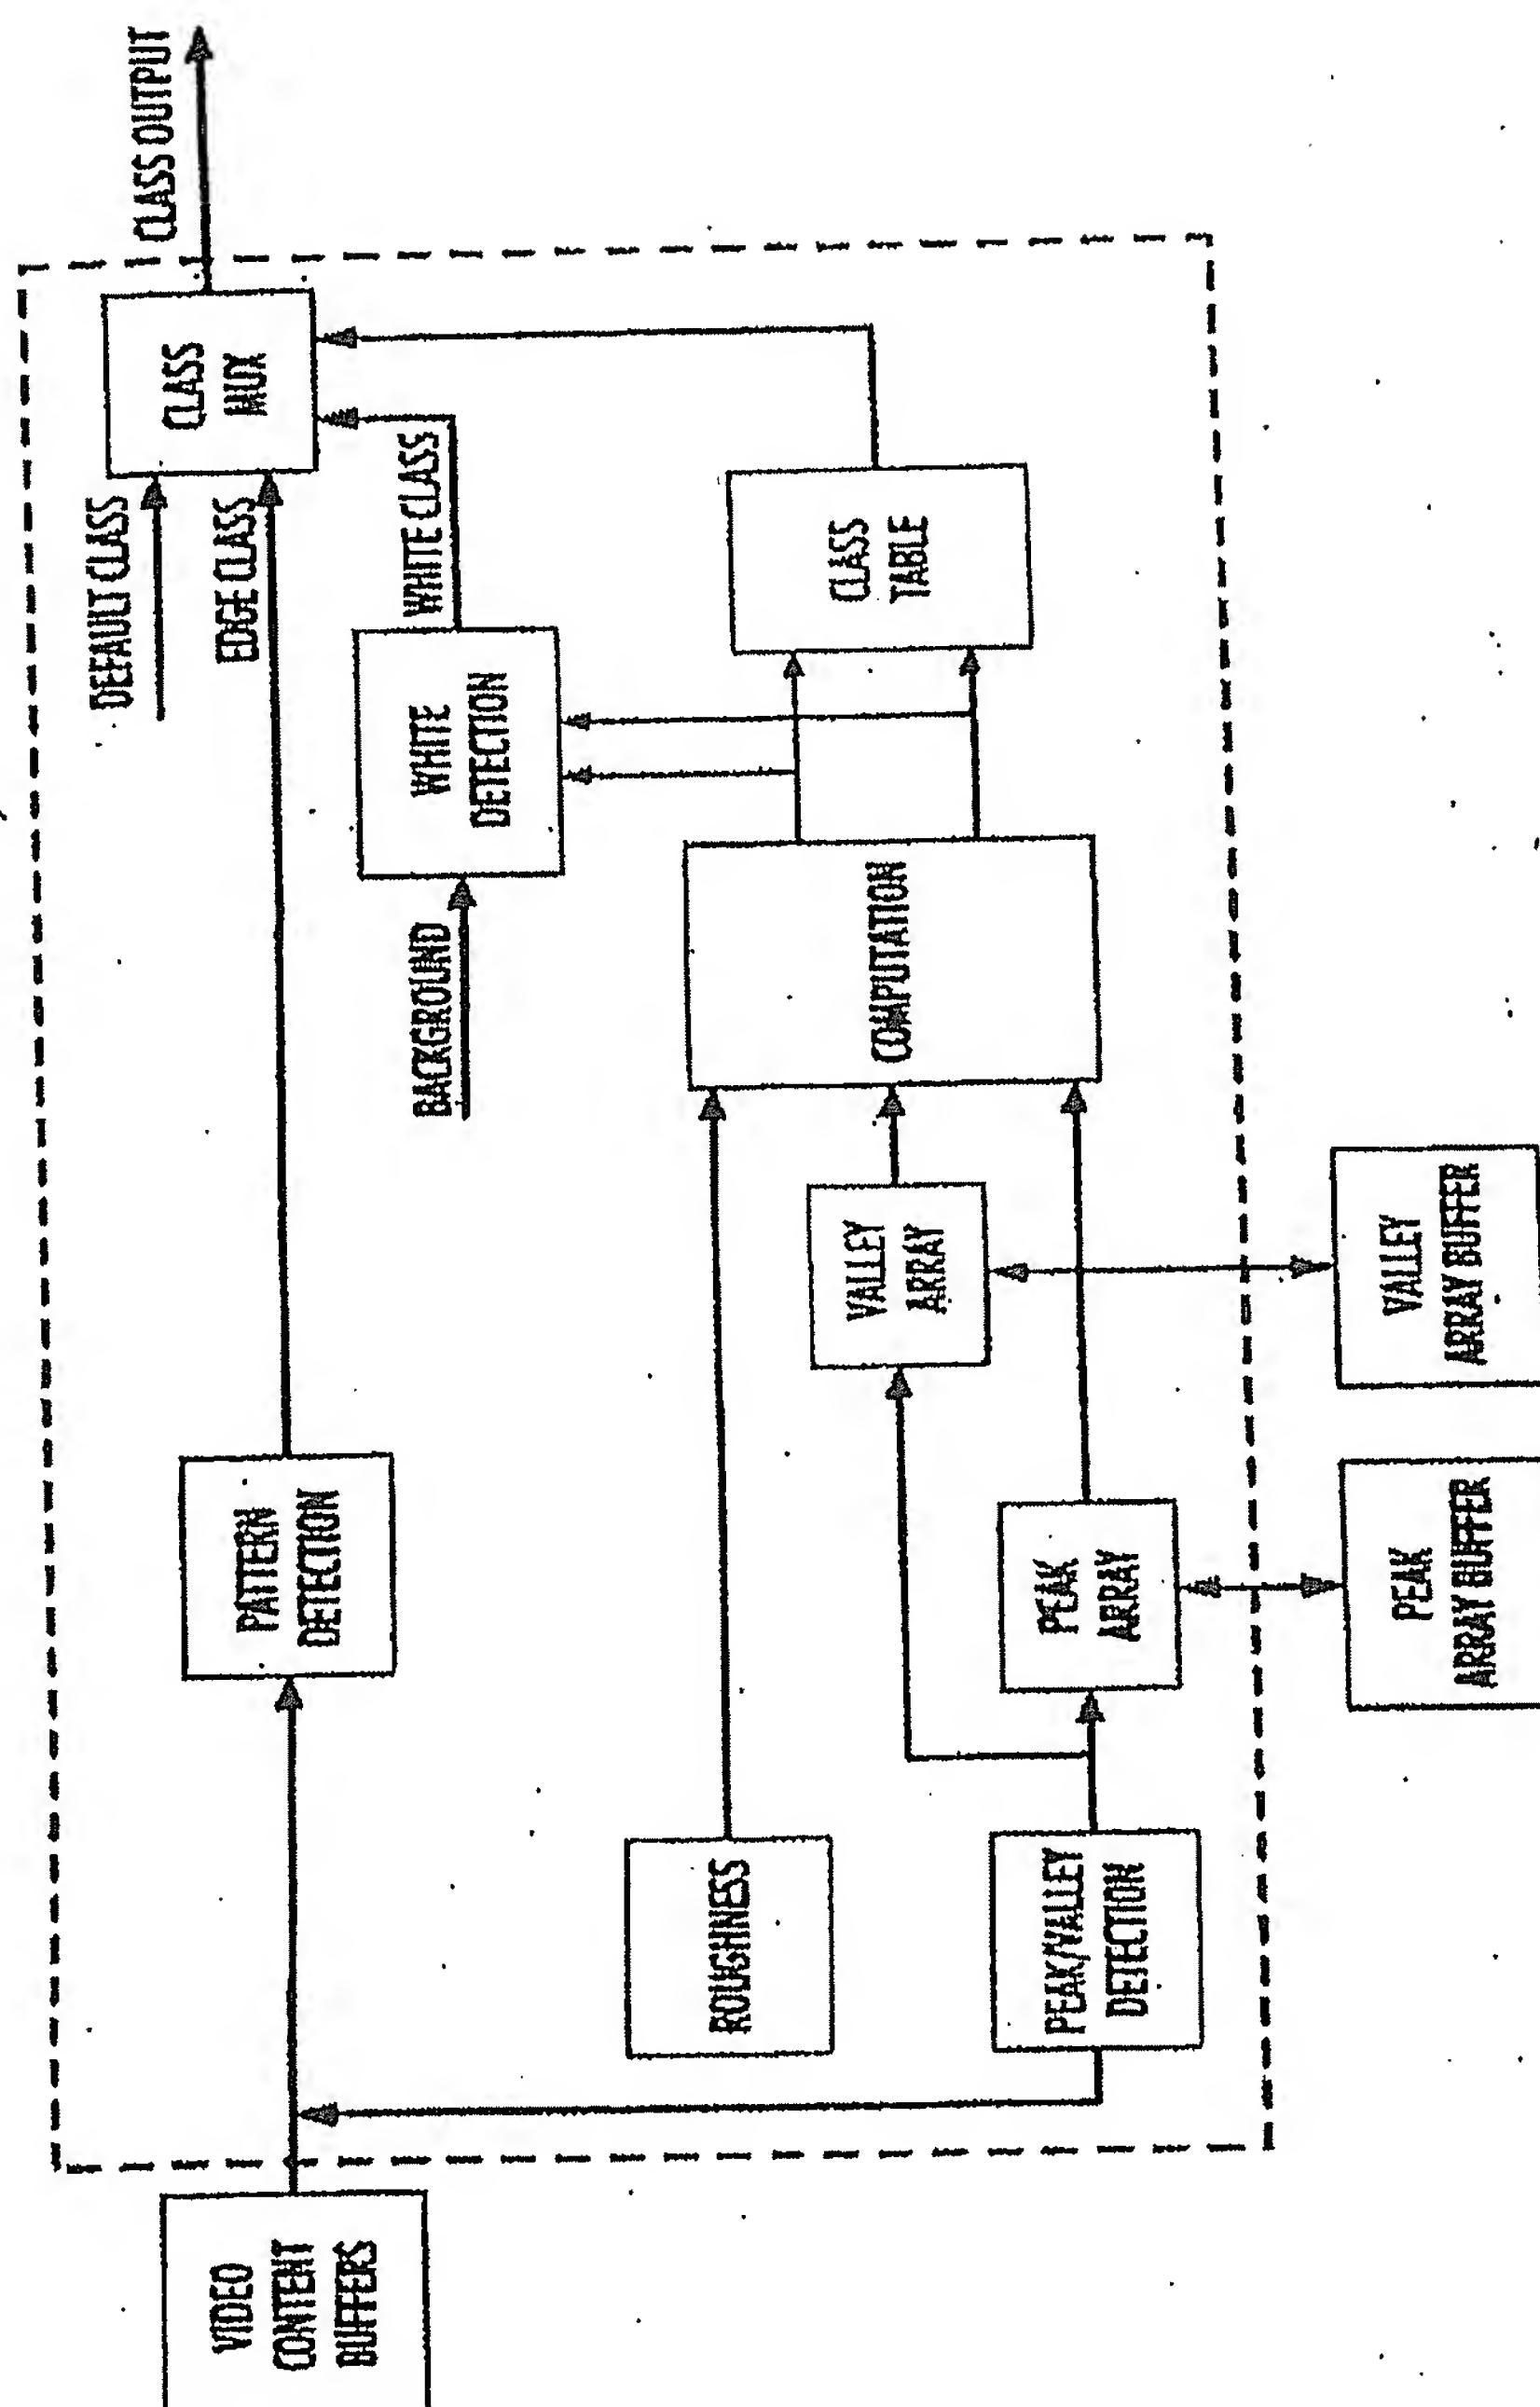 VIDEO
CONTENT
BUFFERS
PATTERN
DETECTION
DEFAULT CLASS
EDGE CLASS
CLASS
MUX
CLASS OUTPUT
BACKGROUND
WHITE
DETECTION
WHITE CLASS
ROUGHNESS
COMPUTATION
CLASS
TABLE
VALLEY
ARRAY
PEAK/VALLEY
DETECTION
PEAK
ARRAY
PEAK
ARRAY BUFFER
VALLEY
ARRAY BUFFER